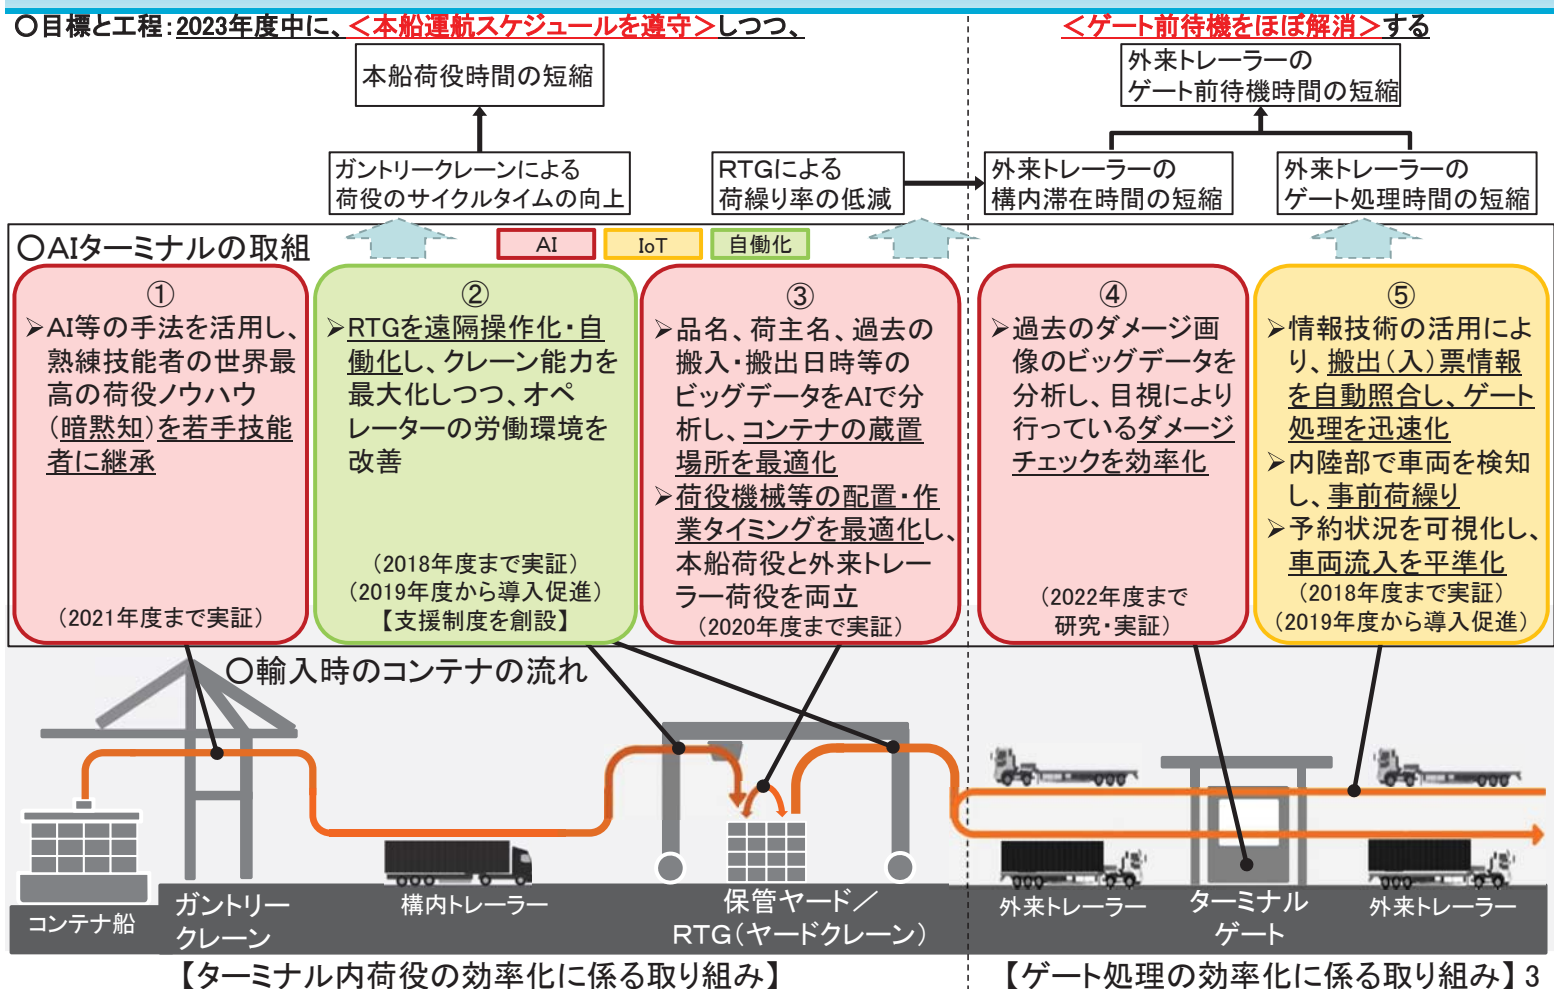 〇目標と工程：2023年度中に、＜本船運航スケジュールを遵守＞しつつ、
＜ゲート前待機をほぼ解消＞する
本船荷役時間の短縮
外来トレーラーの
ゲート前待機時間の短縮
ガントリークレーンによる
荷役のサイクルタイムの向上
RTGによる
荷繰り率の低減
外来トレーラーの
構内滞在時間の短縮
外来トレーラーの
ゲート処理時間の短縮
〇AIターミナルの取組
AI
IoT
自働化
①
➢AI等の手法を活用し、
熟練技能者の世界最
高の荷役ノウハウ
（暗黙知）を若手技能
者に継承
（2021年度まで実証）
②
➢RTGを遠隔操作化・自
働化し、クレーン能力を
最大化しつつ、オペ
レーターの労働環境を
改善
（2018年度まで実証）
（2019年度から導入促進）
【支援制度を創設】
③
➢品名、荷主名、過去の
搬入・搬出日時等の
ビッグデータをAIで分
析し、コンテナの蔵置
場所を最適化
➢荷役機械等の配置・作
業タイミングを最適化し、
本船荷役と外来トレー
ラー荷役を両立
（2020年度まで実証）
④
➢過去のダメージ画
像のビッグデータを
分析し、目視により
行っているダメージ
チェックを効率化
（2022年度まで
研究・実証）
⑤
➢情報技術の活用によ
り、搬出（入）票情報
を自動照合し、ゲート
処理を迅速化
➢内陸部で車両を検知
し、事前荷繰り
➢予約状況を可視化し、
車両流入を平準化
（2018年度まで実証）
（2019年度から導入促進）
〇輸入時のコンテナの流れ
コンテナ船
ガントリー
クレーン
構内トレーラー
保管ヤード／
RTG（ヤードクレーン）
外来トレーラー
ターミナル
ゲート
外来トレーラー
【ターミナル内荷役の効率化に係る取り組み】
【ゲート処理の効率化に係る取り組み】 3